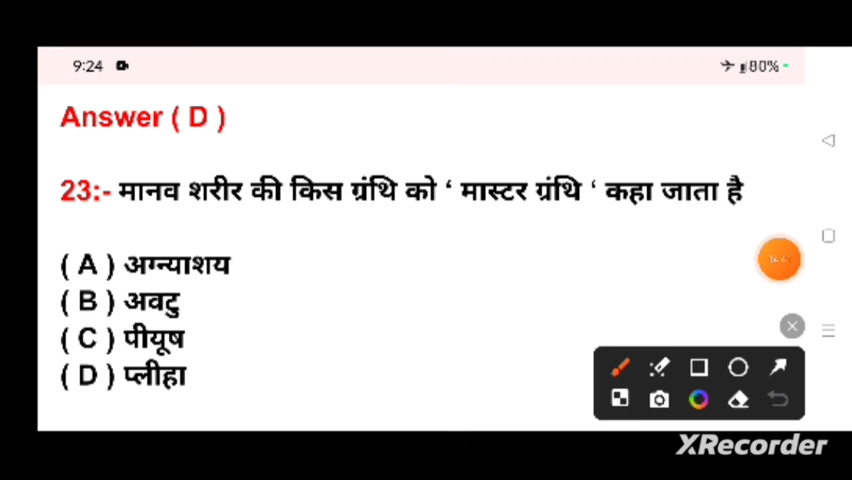 9:24 80%
Answer ( D )
23:- मानव शरीर की किस ग्रंथि को ‘ मास्टर ग्रंथि ‘ कहा जाता है
( A ) अग्न्याशय
( B ) अवटु
( C ) पीयूष
( D ) प्लीहा
XRecorder